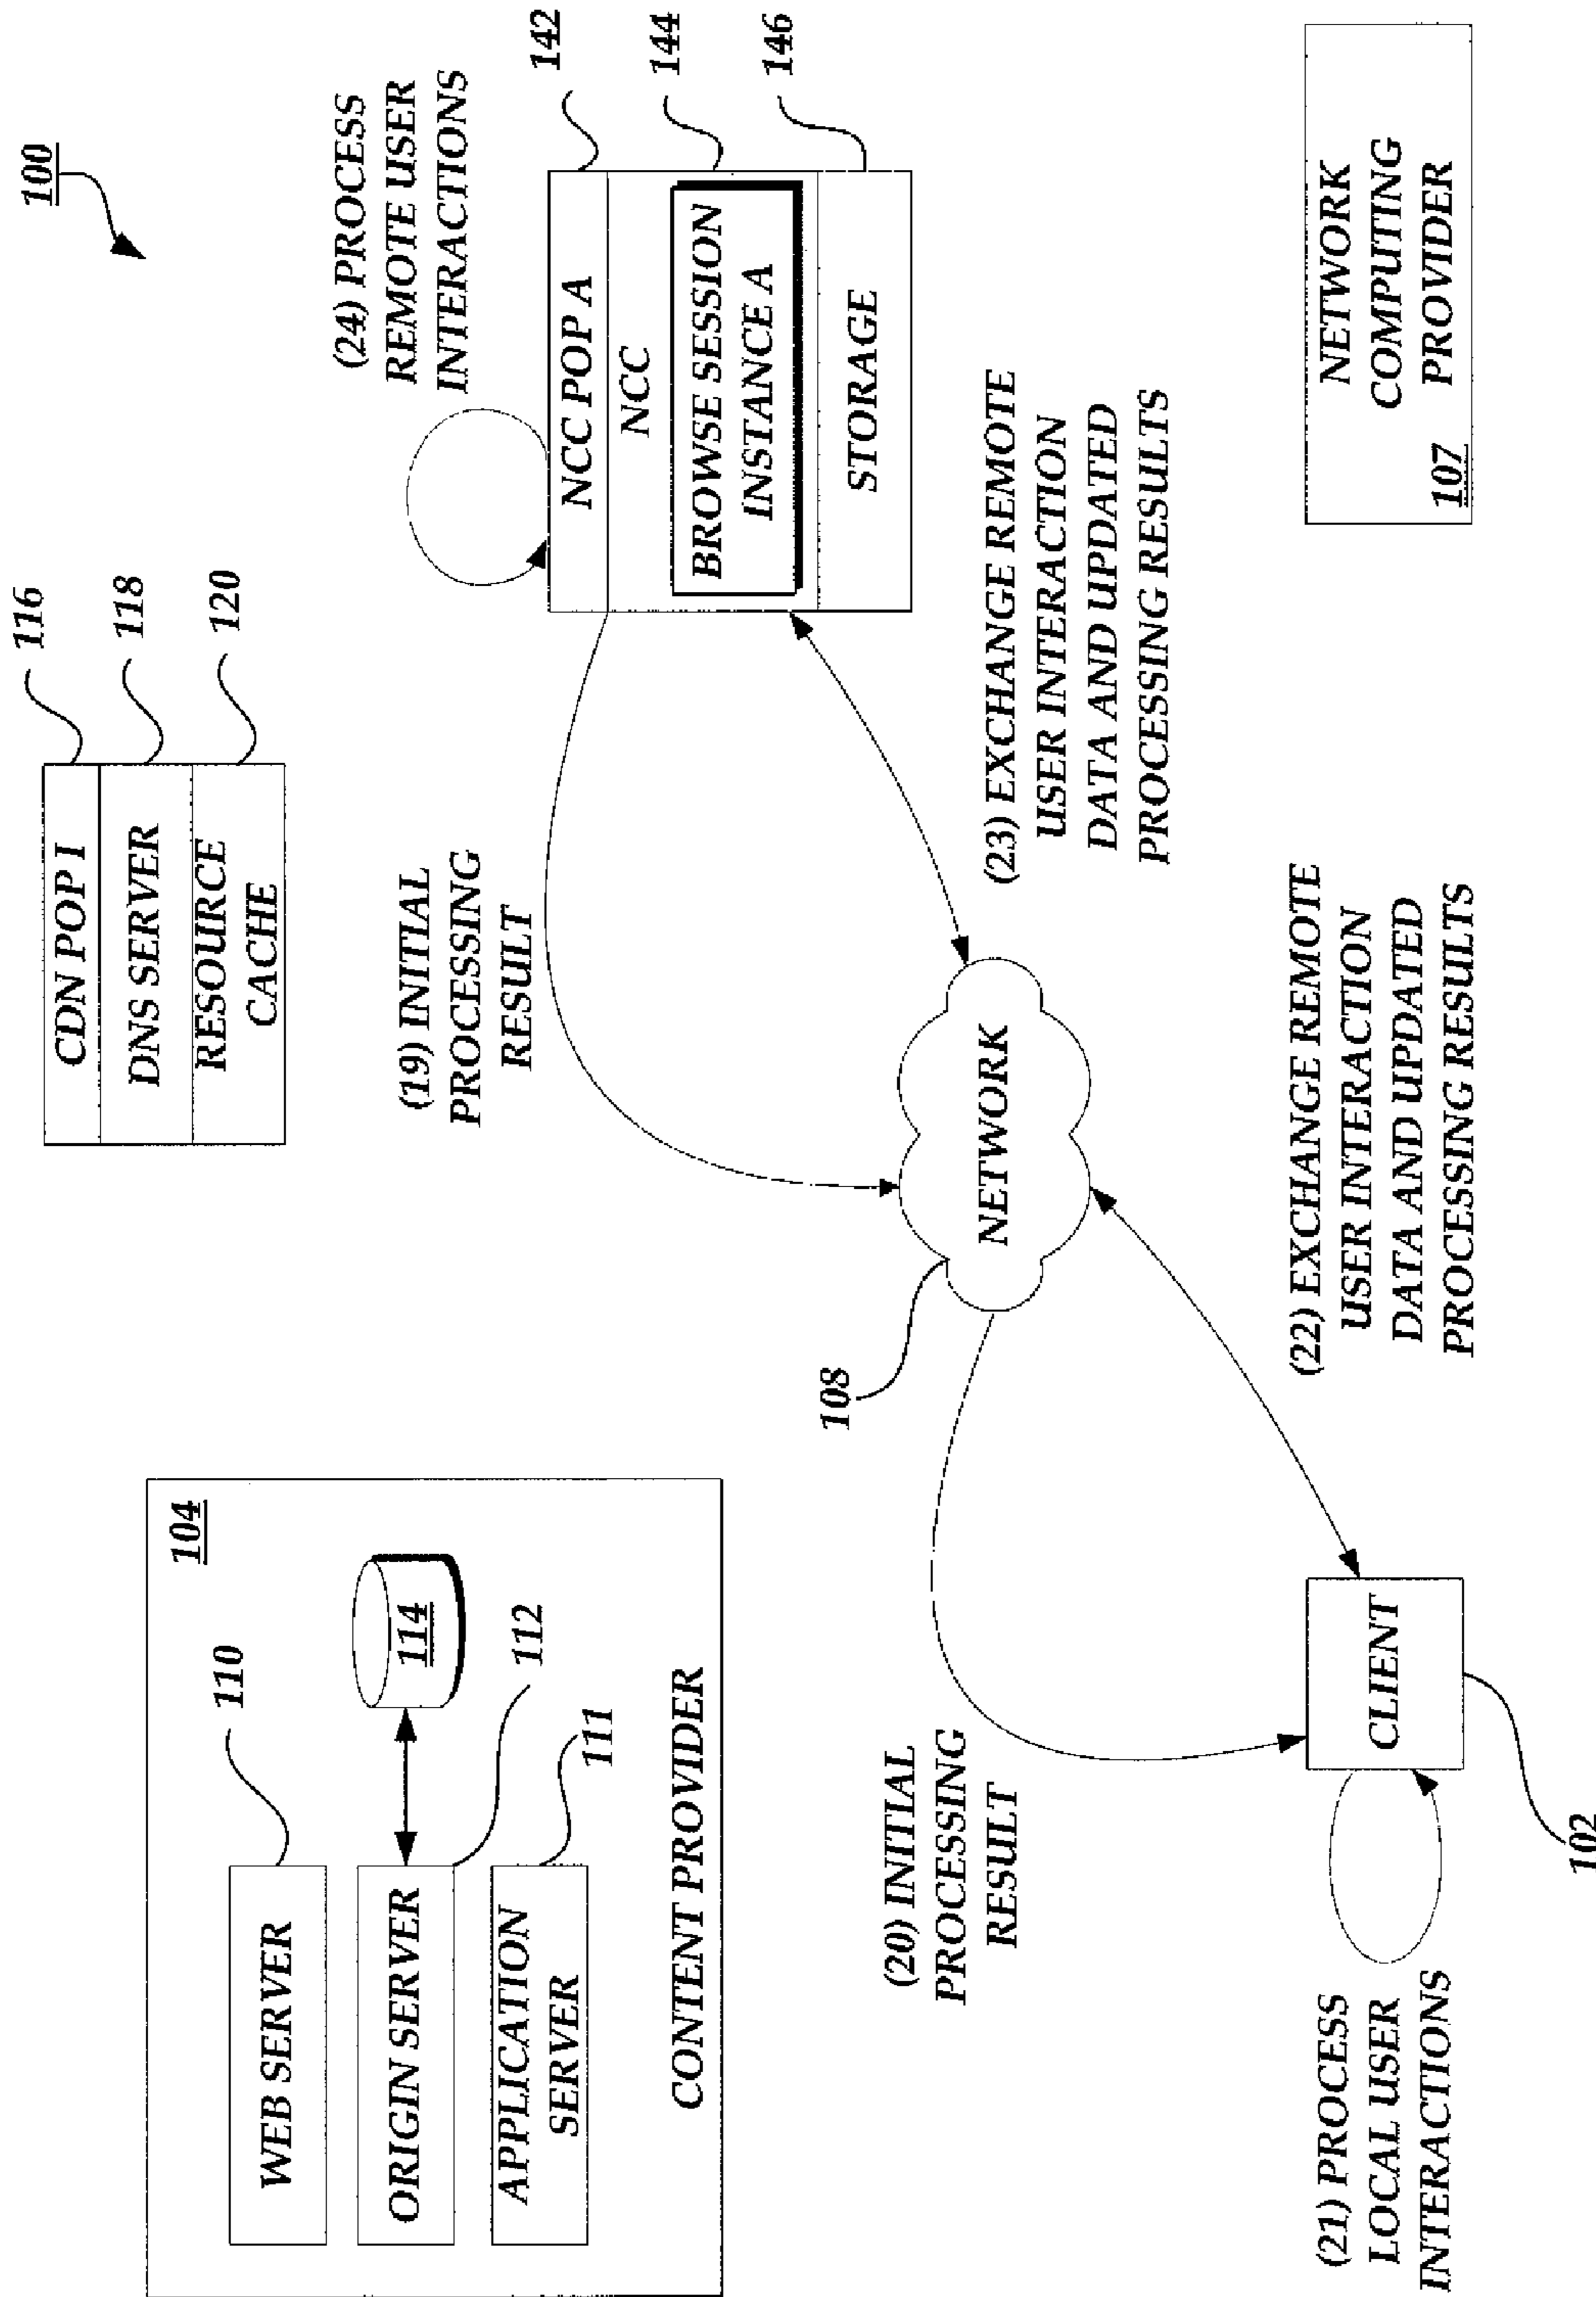 100
104
WEB SERVER
110
ORIGIN SERVER
114
112
APPLICATION
SERVER
111
CONTENT PROVIDER
CDN POP I
116
DNS SERVER
118
RESOURCE
CACHE
120
(24) PROCESS
REMOTE USER
INTERACTIONS
NCC POP A
142
NCC
144
BROWSE SESSION
INSTANCE A
STORAGE
146
(19) INITIAL
PROCESSING
RESULT
(20) INITIAL
PROCESSING
RESULT
108
NETWORK
(23) EXCHANGE REMOTE
USER INTERACTION
DATA AND UPDATED
PROCESSING RESULTS
(21) PROCESS
LOCAL USER
INTERACTIONS
CLIENT
102
(22) EXCHANGE REMOTE
USER INTERACTION
DATA AND UPDATED
PROCESSING RESULTS
NETWORK
COMPUTING
PROVIDER
107